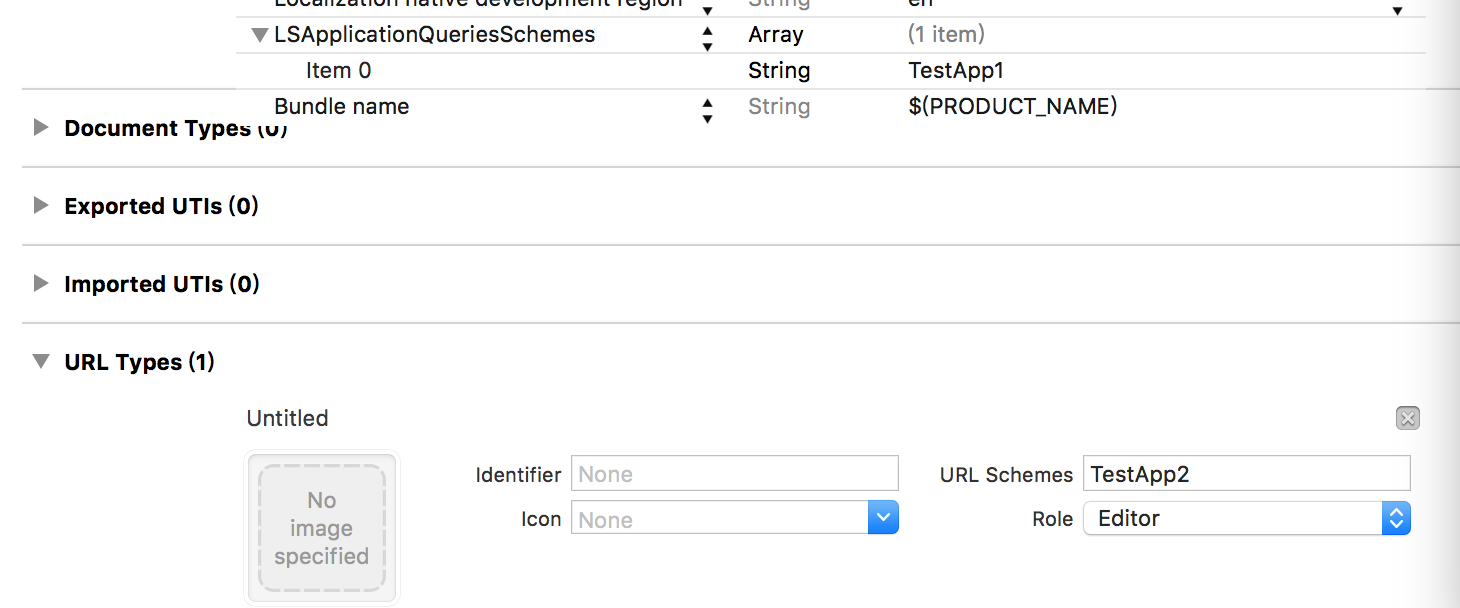 Localization native development region String en
LSApplicationQueriesSchemes Array (1 item)
Item 0 String TestApp1
Bundle name String $(PRODUCT_NAME)
Document Types (0)
Exported UTIs (0)
Imported UTIs (0)
URL Types (1)
Untitled
No
image
specified
Identifier None URL Schemes TestApp2
Icon None Role Editor